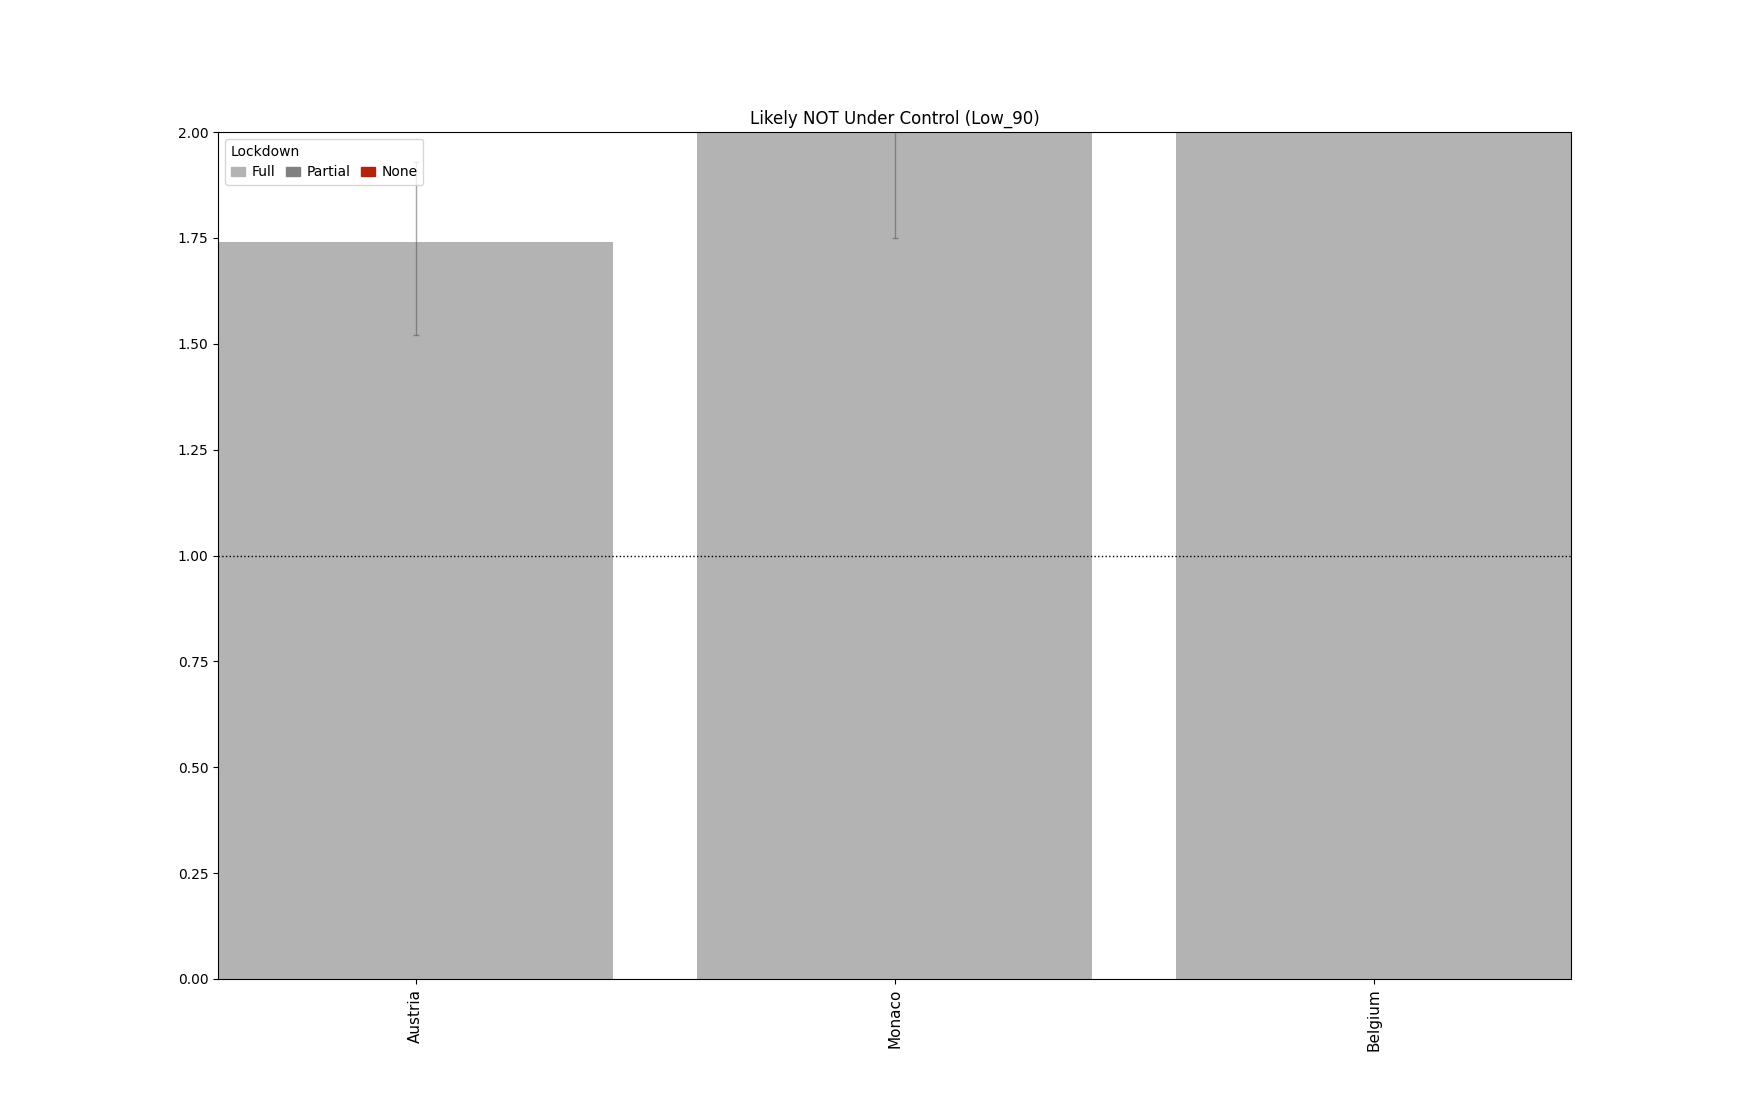 Likely NOT Under Control (Low_90)
2.00
Lockdown
Full Partial None
1.75
1.50
1.25
1.00
0.75
0.50
0.25
0.00
Austria
Monaco
Belgium